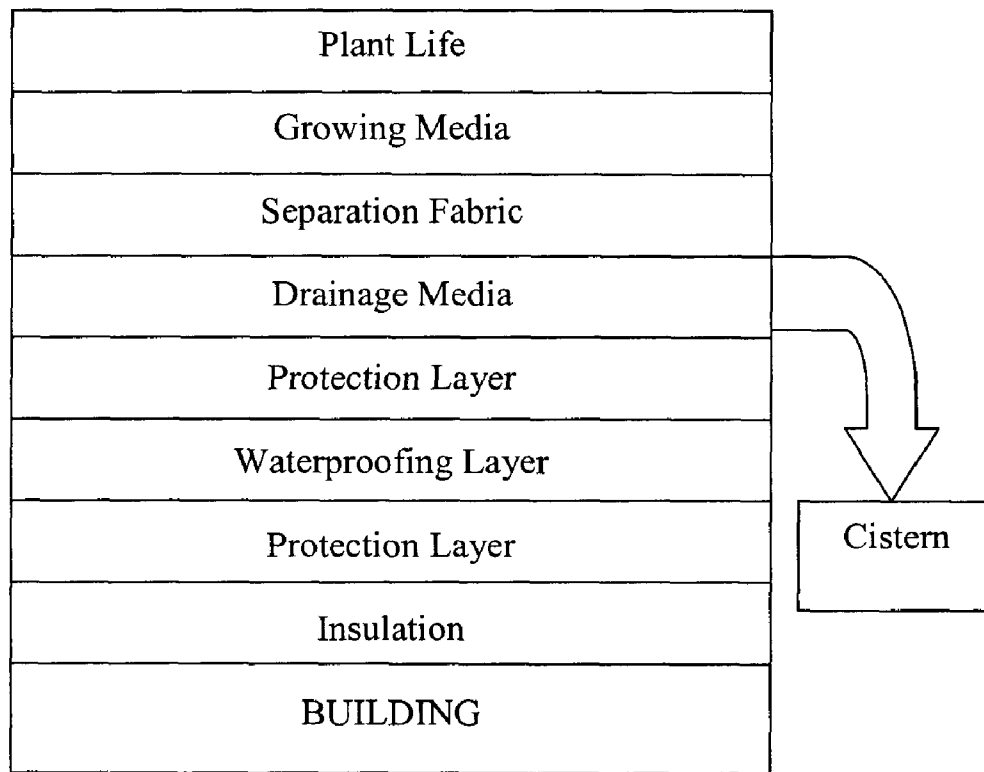 Plant Life
Growing Media
Separation Fabric
Drainage Media
Protection Layer
Waterproofing Layer
Protection Layer
Cistern
Insulation
BUILDING